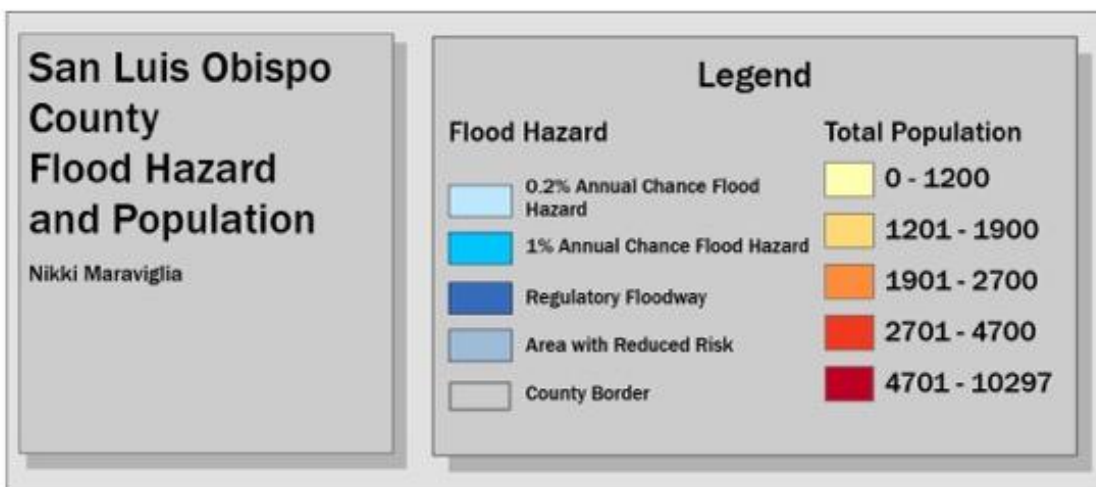 San Luis Obispo
County
Flood Hazard
and Population
Nikki Maraviglia
Legend
Flood Hazard
0.2% Annual Chance Flood
Hazard
1% Annual Chance Flood Hazard
Regulatory Floodway
Area with Reduced Risk
County Border
Total Population
0 - 1200
1201 - 1900
1901 - 2700
2701 - 4700
4701 - 10297